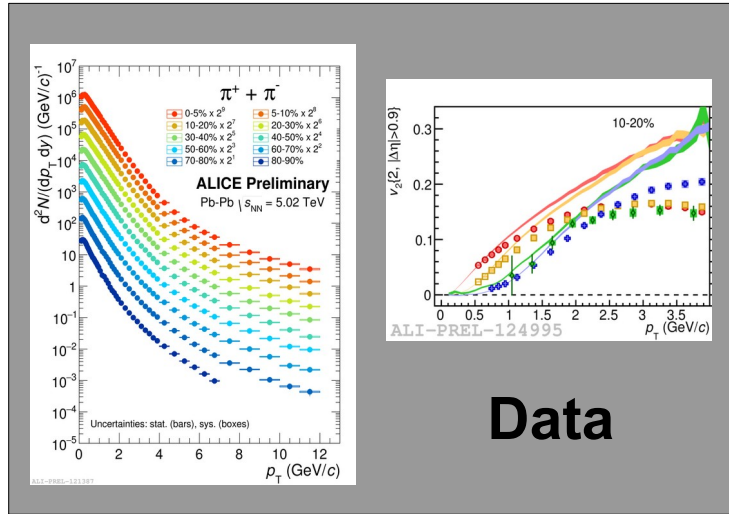 π⁺ + π⁻
0-5% x 2⁹
5-10% x 2⁸
10-20% x 2⁷
20-30% x 2⁶
30-40% x 2⁵
40-50% x 2⁴
50-60% x 2³
60-70% x 2²
70-80% x 2¹
80-90%
ALICE Preliminary
Pb-Pb \ s_NN = 5.02 TeV
d²N/(dp_T dy) (GeV/c)⁻¹
10⁷
10⁶
10⁵
10⁴
10³
10²
10
1
10⁻¹
10⁻²
10⁻³
10⁻⁴
10⁻⁵
Uncertainties: stat. (bars), sys. (boxes)
0 2 4 6 8 10 12
p_T (GeV/c)
ALI-PREL-121387
v₂{2, |Δη|>0.9}
10-20%
0.3
0.2
0.1
0
0 0.5 1 1.5 2 2.5 3 3.5
p_T (GeV/c)
ALI-PREL-124995
Data